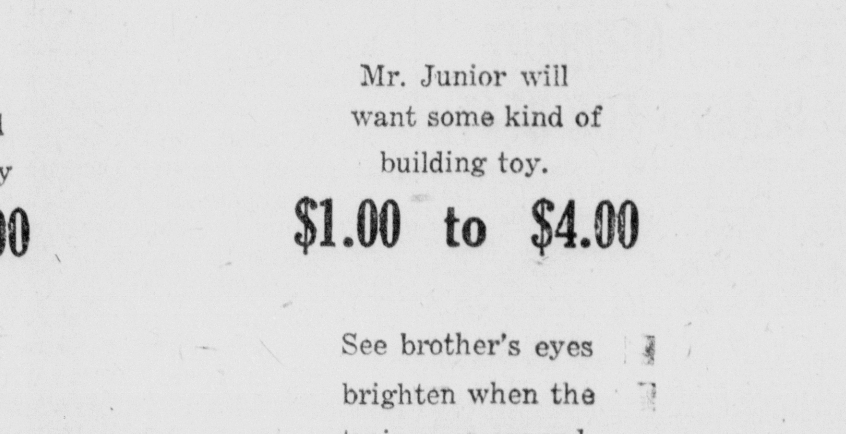 Mr. Junior will
want some kind of
building toy.
$1.00 to $4.00
See brother's eyes
brighten when the